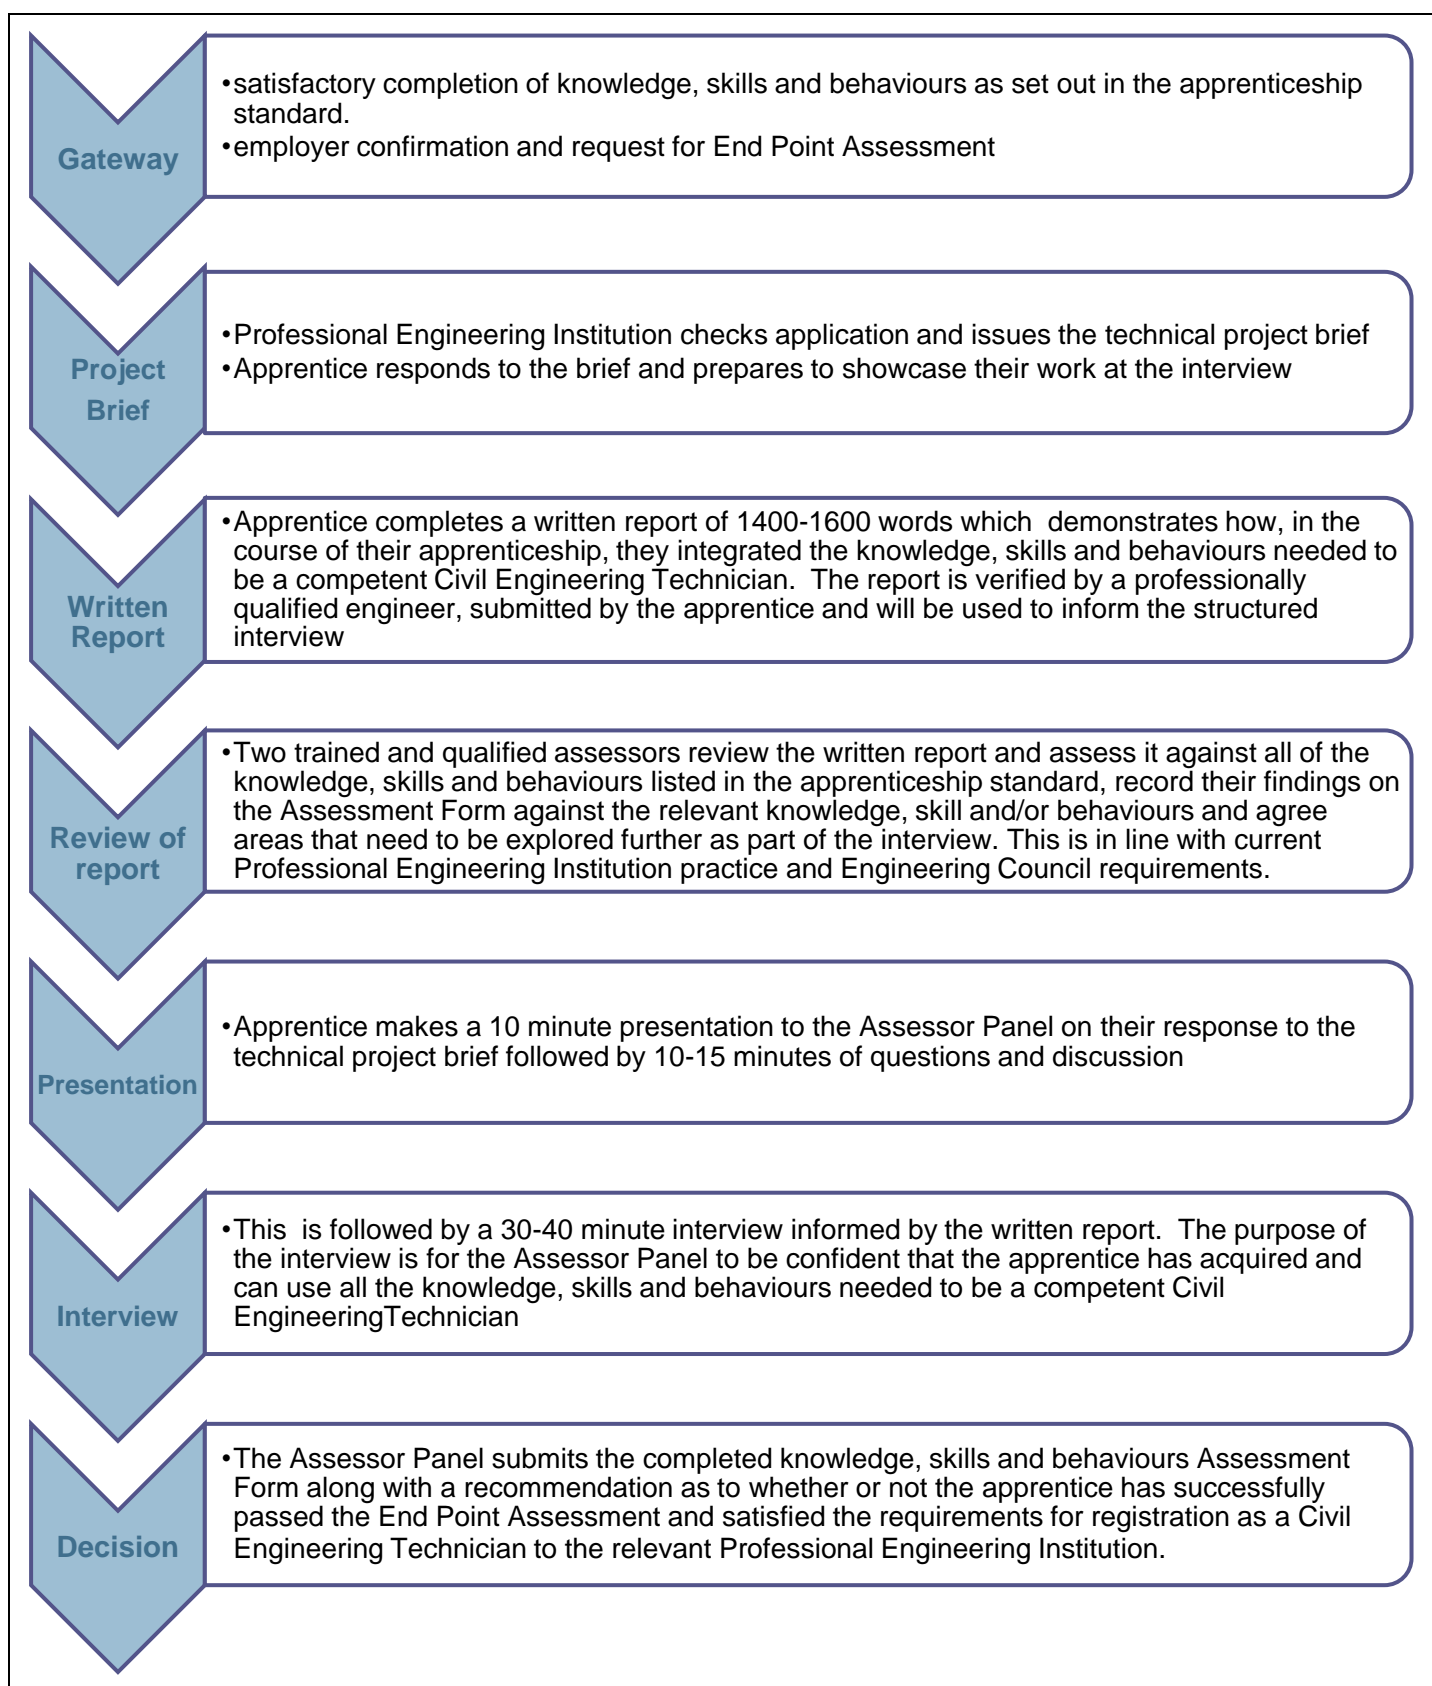 Gateway
•satisfactory completion of knowledge, skills and behaviours as set out in the apprenticeship
standard.
•employer confirmation and request for End Point Assessment
Project
Brief
•Professional Engineering Institution checks application and issues the technical project brief
•Apprentice responds to the brief and prepares to showcase their work at the interview
Written
Report
•Apprentice completes a written report of 1400-1600 words which  demonstrates how, in the
course of their apprenticeship, they integrated the knowledge, skills and behaviours needed to
be a competent Civil Engineering Technician.  The report is verified by a professionally
qualified engineer, submitted by the apprentice and will be used to inform the structured
interview
Review of
report
•Two trained and qualified assessors review the written report and assess it against all of the
knowledge, skills and behaviours listed in the apprenticeship standard, record their findings on
the Assessment Form against the relevant knowledge, skill and/or behaviours and agree
areas that need to be explored further as part of the interview. This is in line with current
Professional Engineering Institution practice and Engineering Council requirements.
Presentation
•Apprentice makes a 10 minute presentation to the Assessor Panel on their response to the
technical project brief followed by 10-15 minutes of questions and discussion
Interview
•This  is followed by a 30-40 minute interview informed by the written report.  The purpose of
the interview is for the Assessor Panel to be confident that the apprentice has acquired and
can use all the knowledge, skills and behaviours needed to be a competent Civil
EngineeringTechnician
Decision
•The Assessor Panel submits the completed knowledge, skills and behaviours Assessment
Form along with a recommendation as to whether or not the apprentice has successfully
passed the End Point Assessment and satisfied the requirements for registration as a Civil
Engineering Technician to the relevant Professional Engineering Institution.